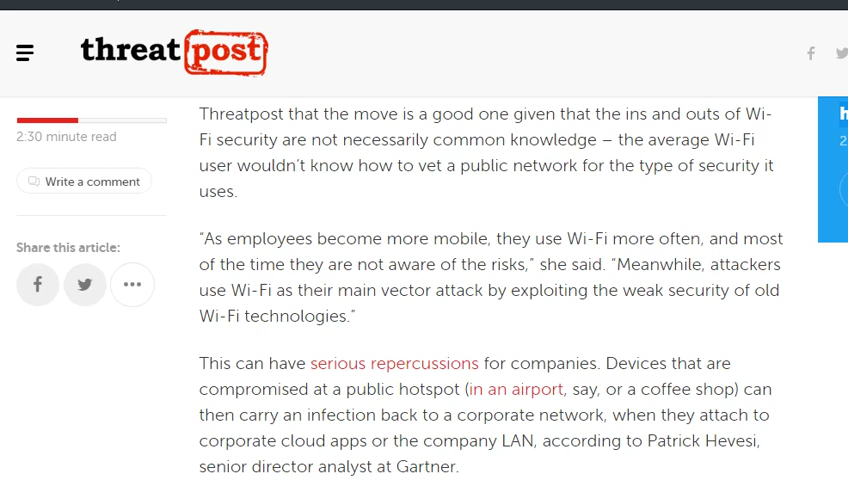 threatpost
2:30 minute read
Write a comment
Share this article:
Threatpost that the move is a good one given that the ins and outs of Wi-
Fi security are not necessarily common knowledge – the average Wi-Fi
user wouldn't know how to vet a public network for the type of security it
uses.
“As employees become more mobile, they use Wi-Fi more often, and most
of the time they are not aware of the risks,” she said. “Meanwhile, attackers
use Wi-Fi as their main vector attack by exploiting the weak security of old
Wi-Fi technologies.”
This can have serious repercussions for companies. Devices that are
compromised at a public hotspot (in an airport, say, or a coffee shop) can
then carry an infection back to a corporate network, when they attach to
corporate cloud apps or the company LAN, according to Patrick Hevesi,
senior director analyst at Gartner.